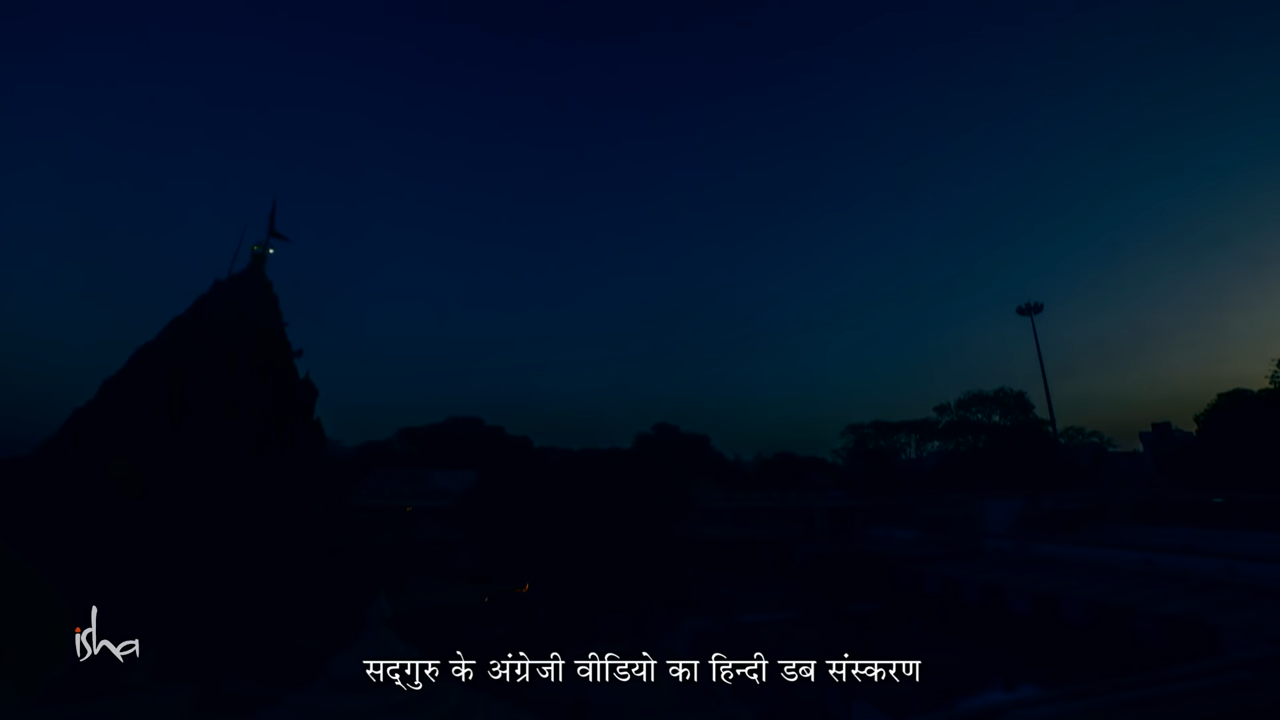 isha
सद्गुरु के अंग्रेजी वीडियो का हिन्दी डब संस्करण